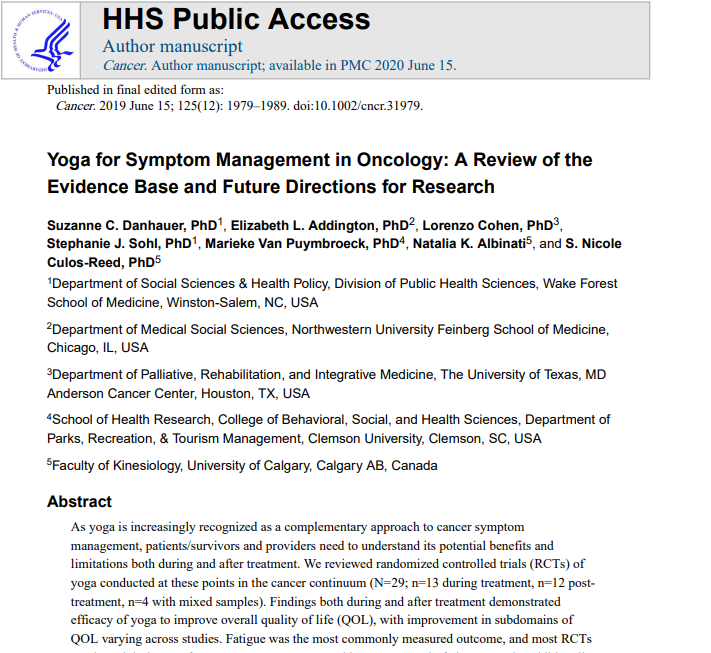 HHS Public Access
Author manuscript
Cancer. Author manuscript; available in PMC 2020 June 15.
Published in final edited form as:
Cancer. 2019 June 15; 125(12): 1979–1989. doi:10.1002/cncr.31979.
Yoga for Symptom Management in Oncology: A Review of the
Evidence Base and Future Directions for Research
Suzanne C. Danhauer, PhD1, Elizabeth L. Addington, PhD2, Lorenzo Cohen, PhD3,
Stephanie J. Sohl, PhD1, Marieke Van Puymbroeck, PhD4, Natalia K. Albinati5, and S. Nicole
Culos-Reed, PhD5
1Department of Social Sciences & Health Policy, Division of Public Health Sciences, Wake Forest
School of Medicine, Winston-Salem, NC, USA
2Department of Medical Social Sciences, Northwestern University Feinberg School of Medicine,
Chicago, IL, USA
3Department of Palliative, Rehabilitation, and Integrative Medicine, The University of Texas, MD
Anderson Cancer Center, Houston, TX, USA
4School of Health Research, College of Behavioral, Social, and Health Sciences, Department of
Parks, Recreation, & Tourism Management, Clemson University, Clemson, SC, USA
5Faculty of Kinesiology, University of Calgary, Calgary AB, Canada
Abstract
As yoga is increasingly recognized as a complementary approach to cancer symptom
management, patients/survivors and providers need to understand its potential benefits and
limitations both during and after treatment. We reviewed randomized controlled trials (RCTs) of
yoga conducted at these points in the cancer continuum (N=29; n=13 during treatment, n=12 post-
treatment, n=4 with mixed samples). Findings both during and after treatment demonstrated
efficacy of yoga to improve overall quality of life (QOL), with improvement in subdomains of
QOL varying across studies. Fatigue was the most commonly measured outcome, and most RCTs